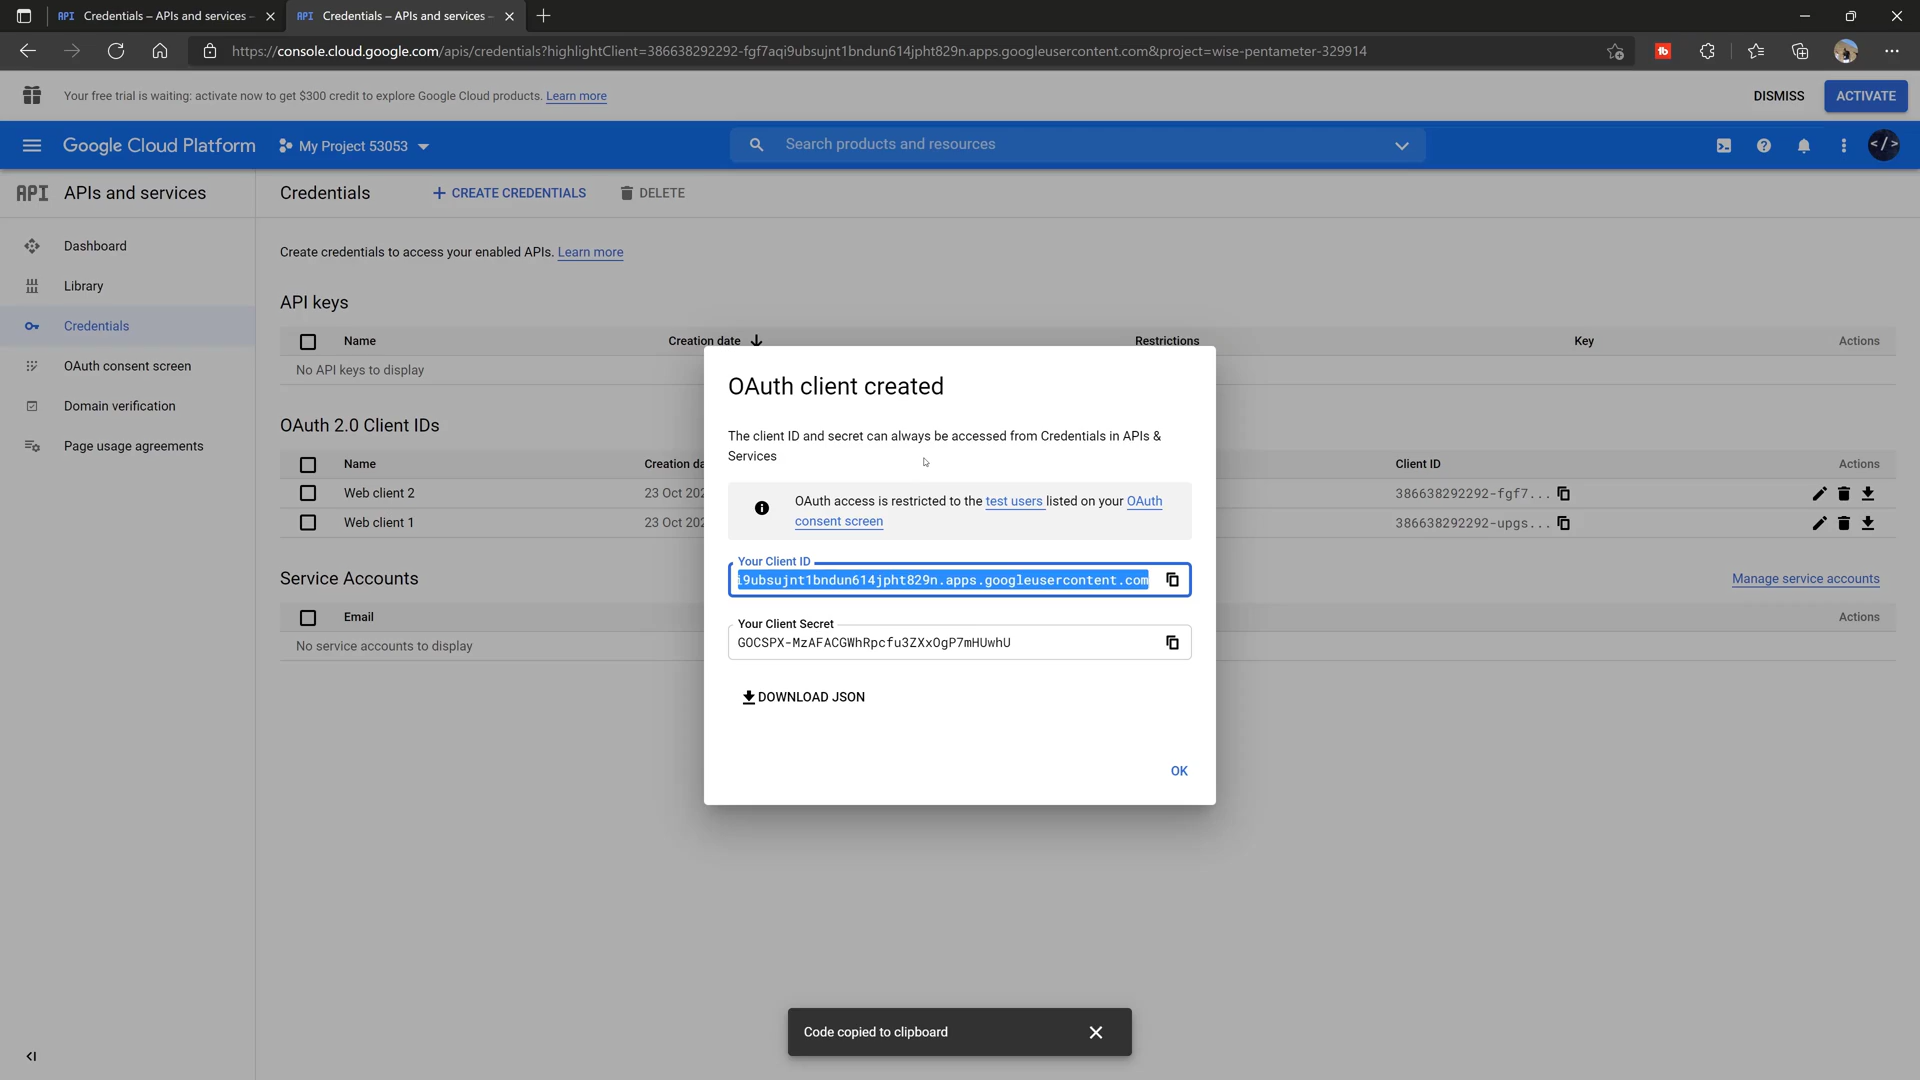 Credentials – APIs and services –
Credentials – APIs and services –
https://console.cloud.google.com/apis/credentials?highlightClient=386638292292-fgf7aqi9ubsujnt1bndun614jpht829n.apps.googleusercontent.com&project=wise-pentameter-329914
Your free trial is waiting: activate now to get $300 credit to explore Google Cloud products. Learn more
DISMISS
ACTIVATE
Google Cloud Platform
My Project 53053
Search products and resources
API
APIs and services
Credentials
+ CREATE CREDENTIALS
DELETE
Dashboard
Library
Credentials
OAuth consent screen
Domain verification
Page usage agreements
Create credentials to access your enabled APIs. Learn more
API keys
Name
Creation date
Restrictions
Key
Actions
No API keys to display
OAuth 2.0 Client IDs
Name
Creation da
Client ID
Actions
Web client 2
23 Oct 202
386638292292-fgf7...
Web client 1
23 Oct 202
386638292292-upgs...
Service Accounts
Manage service accounts
Email
Actions
No service accounts to display
OAuth client created
The client ID and secret can always be accessed from Credentials in APIs &
Services
OAuth access is restricted to the test users listed on your OAuth
consent screen
Your Client ID
i9ubsujnt1bndun614jpht829n.apps.googleusercontent.com
Your Client Secret
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
DOWNLOAD JSON
OK
Code copied to clipboard